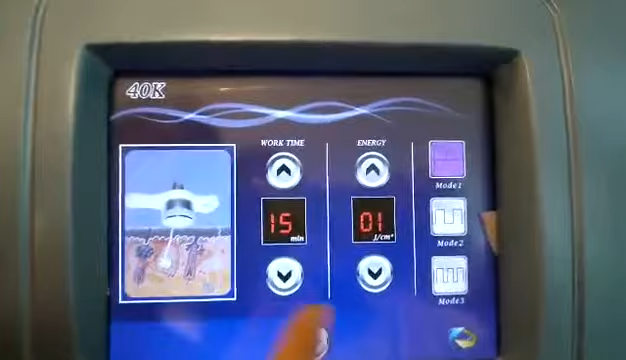 40K
WORK TIME
ENERGY
15
min
01
J/cm²
Mode1
Mode2
Mode3